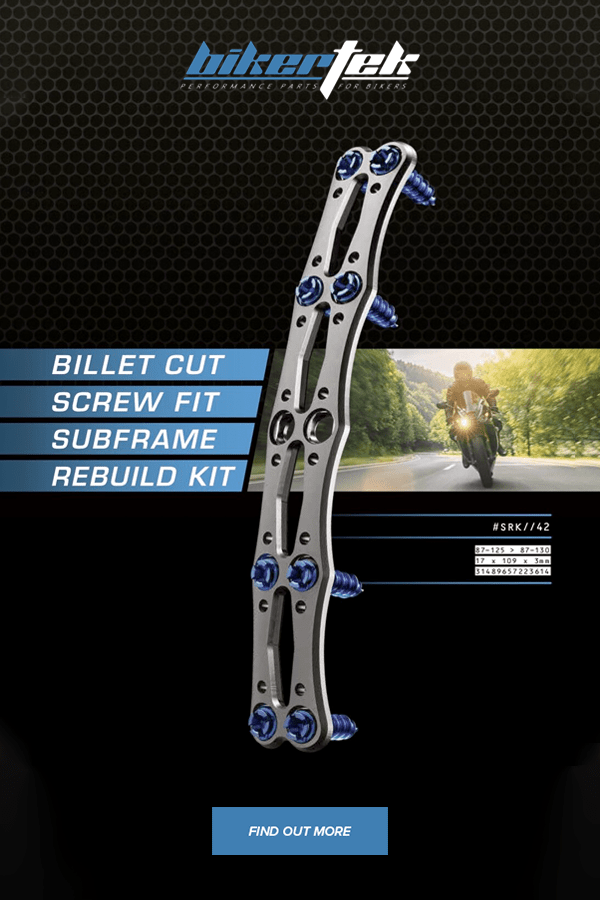 bikertek
PERFORMANCE PARTS FOR BIKERS
BILLET CUT
SCREW FIT
SUBFRAME
REBUILD KIT
#SRK//42
87-125 > 87-130
17 x 109 x 3mm
31489657223614
FIND OUT MORE